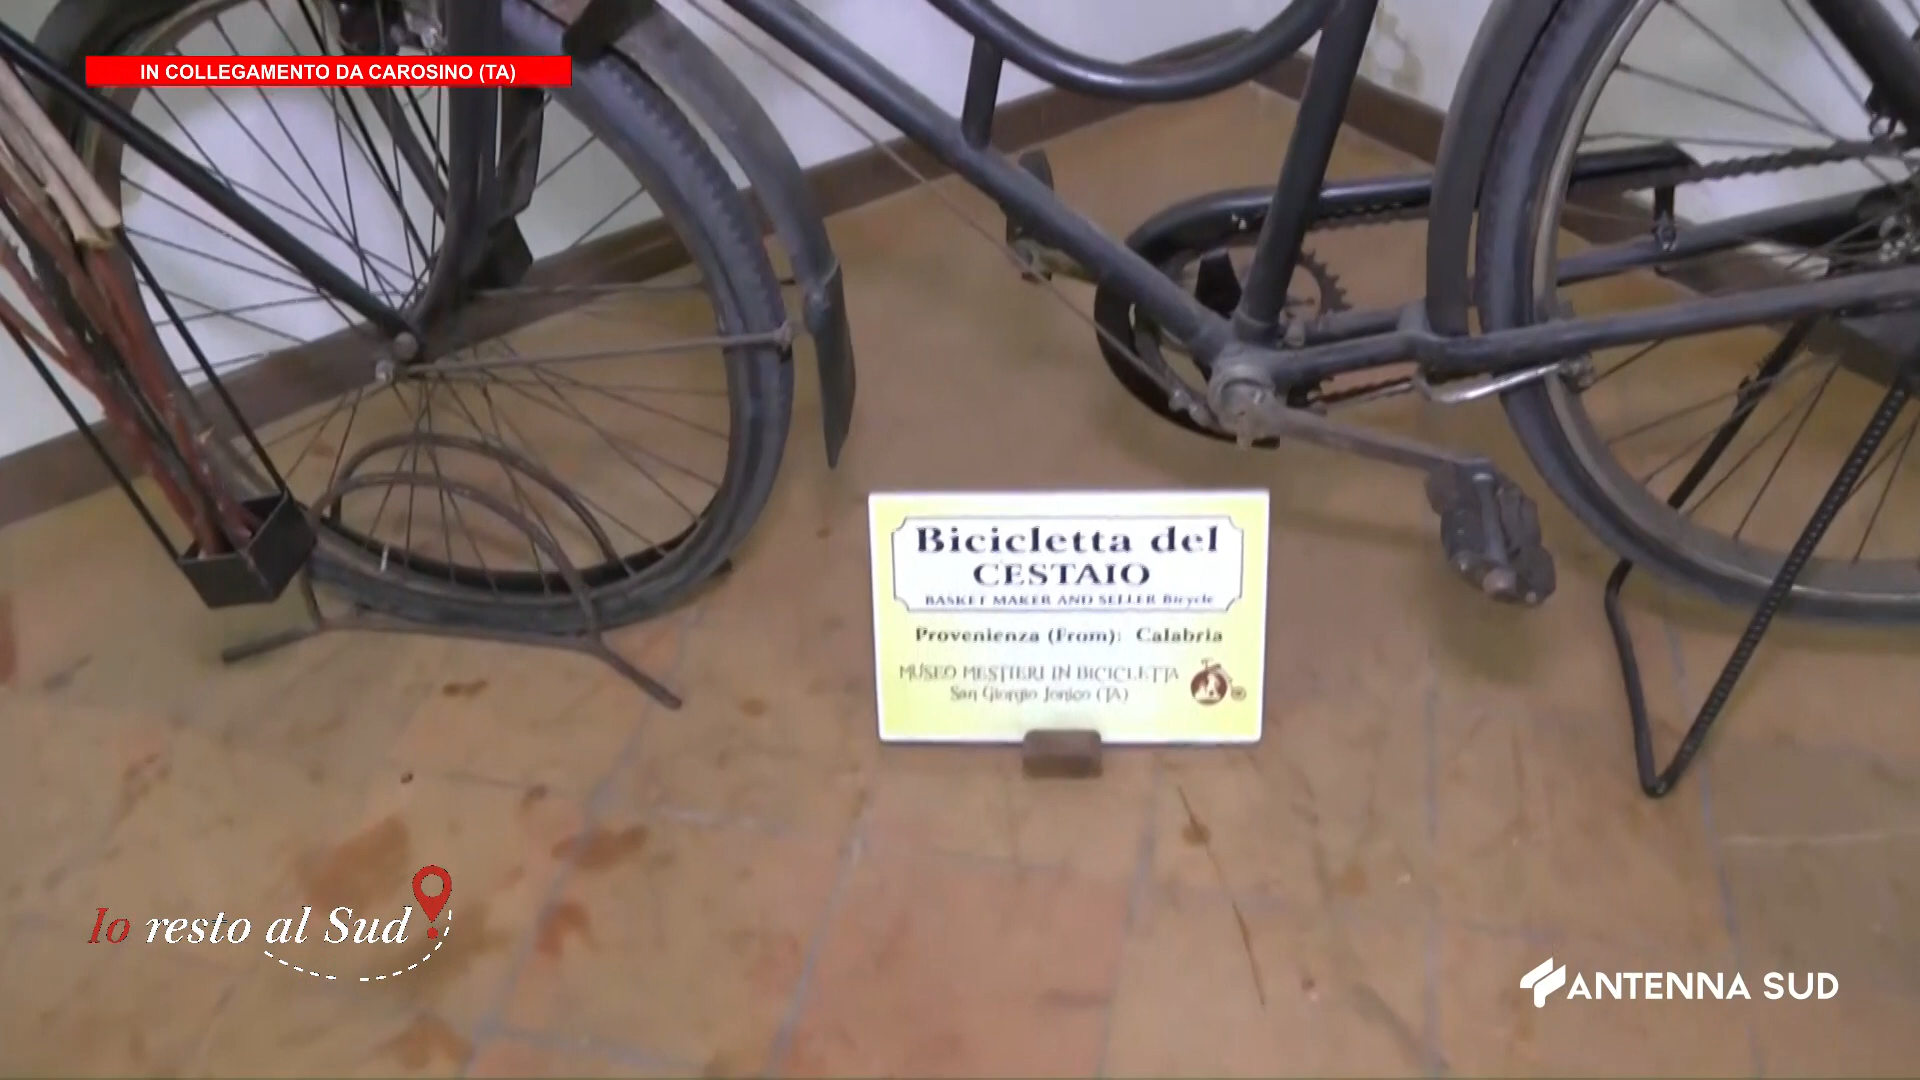 IN COLLEGAMENTO DA CAROSINO (TA)
Bicicletta del
CESTAIO
BASKET MAKER AND SELLER Bicycle
Provenienza (From): Calabria
MUSEO MESTIERI IN BICICLETTA
San Giorgio Jonico (TA)
Io resto al Sud
ANTENNA SUD